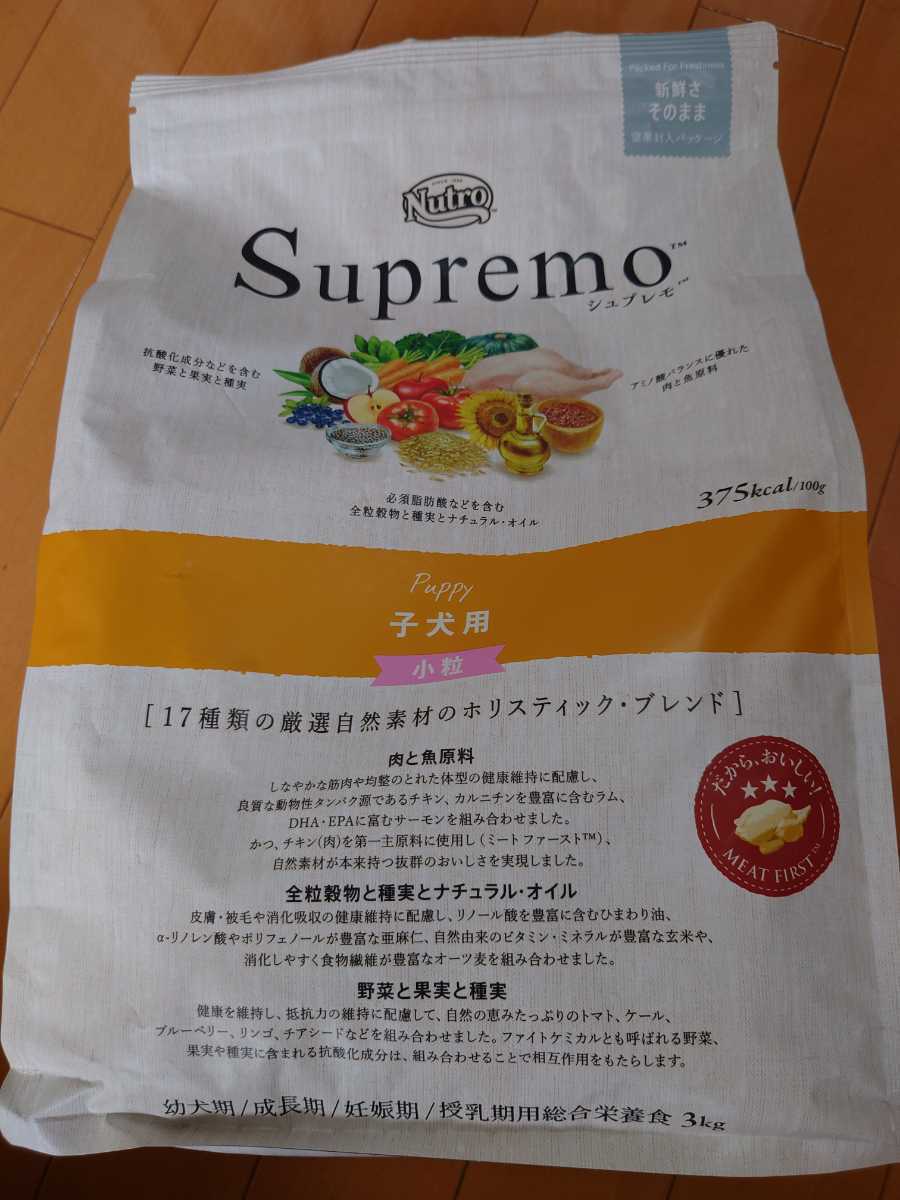 Packed For Freshness
新鮮さ
そのまま
窒素封入パッケージ
SINCE 1926
Nutro
Supremo™
シュプレモ™
抗酸化成分などを含む
野菜と果実と種実
アミノ酸バランスに優れた
肉と魚原料
必須脂肪酸などを含む
全粒穀物と種実とナチュラル・オイル
375kcal/100g
Puppy
子犬用
小粒
[17種類の厳選自然素材のホリスティック・ブレンド]
肉と魚原料
しなやかな筋肉や均整のとれた体型の健康維持に配慮し、
良質な動物性タンパク源であるチキン、カルニチンを豊富に含むラム、
DHA・EPAに富むサーモンを組み合わせました。
かつ、チキン(肉)を第一主原料に使用し(ミートファースト™)、
自然素材が本来持つ抜群のおいしさを実現しました。
だから、おいしい!
MEAT FIRST™
全粒穀物と種実とナチュラル・オイル
皮膚・被毛や消化吸収の健康維持に配慮し、リノール酸を豊富に含むひまわり油、
α-リノレン酸やポリフェノールが豊富な亜麻仁、自然由来のビタミン・ミネラルが豊富な玄米や、
消化しやすく食物繊維が豊富なオーツ麦を組み合わせました。
野菜と果実と種実
健康を維持し、抵抗力の維持に配慮して、自然の恵みたっぷりのトマト、ケール、
ブルーベリー、リンゴ、チアシードなどを組み合わせました。ファイトケミカルとも呼ばれる野菜、
果実や種実に含まれる抗酸化成分は、組み合わせることで相互作用をもたらします。
幼犬期/成長期/妊娠期/授乳期用総合栄養食 3kg